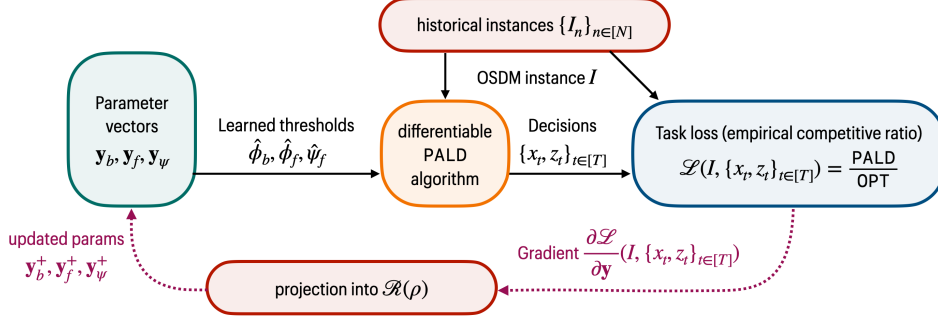 historical instances {Iₙ}ₙ∈[N]
OSDM instance I
Parameter
vectors
y_b, y_f, y_ψ
Learned thresholds
ϕ̂_b, ϕ̂_f, ψ̂_f
differentiable
PALD
algorithm
Decisions
{x_t, z_t}_{t∈[T]}
Task loss (empirical competitive ratio)
ℒ(I, {x_t, z_t}_{t∈[T]}) = PALD/OPT
updated params
y_b^+, y_f^+, y_ψ^+
Gradient ∂ℒ/∂y (I, {x_t, z_t}_{t∈[T]})
projection into ℛ(ρ)